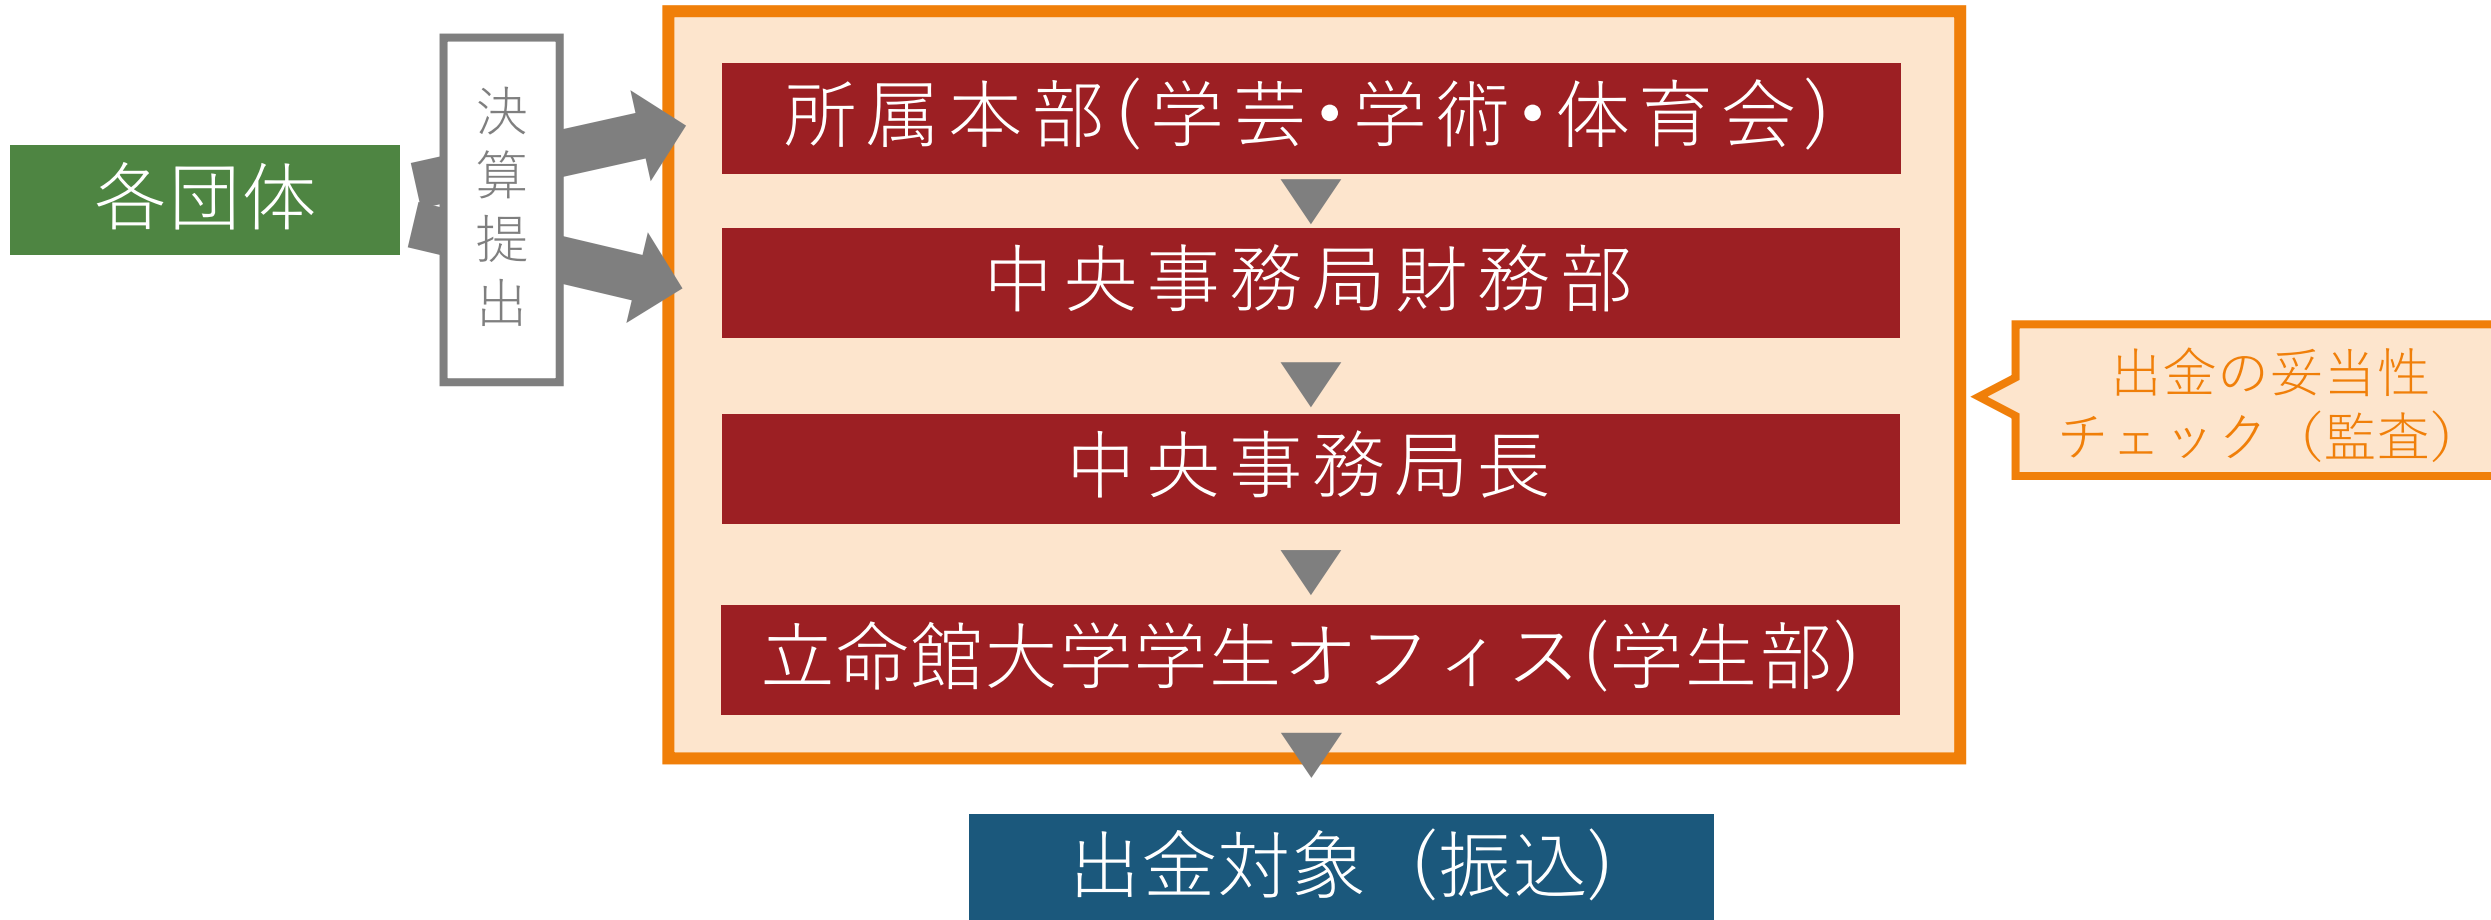 各団体
決算提出
所属本部(学芸・学術・体育会)
中央事務局財務部
中央事務局長
立命館大学学生オフィス(学生部)
出金の妥当性
チェック（監査）
出金対象（振込）